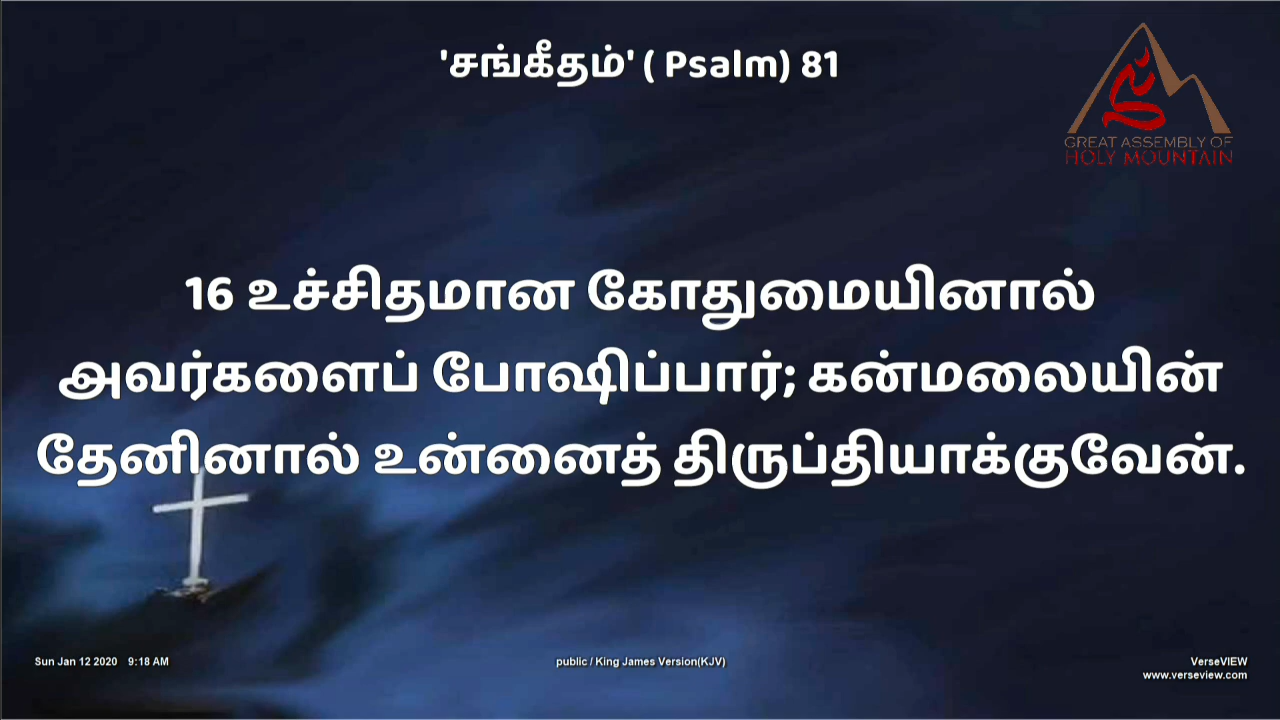 'சங்கீதம்' ( Psalm) 81
GREAT ASSEMBLY OF
HOLY MOUNTAIN
16 உச்சிதமான கோதுமையினால்
அவர்களைப் போஷிப்பார்; கன்மலையின்
தேனினால் உன்னைத் திருப்தியாக்குவேன்.
Sun Jan 12 2020 9:18 AM
public / King James Version(KJV)
VerseVIEW
www.verseview.com